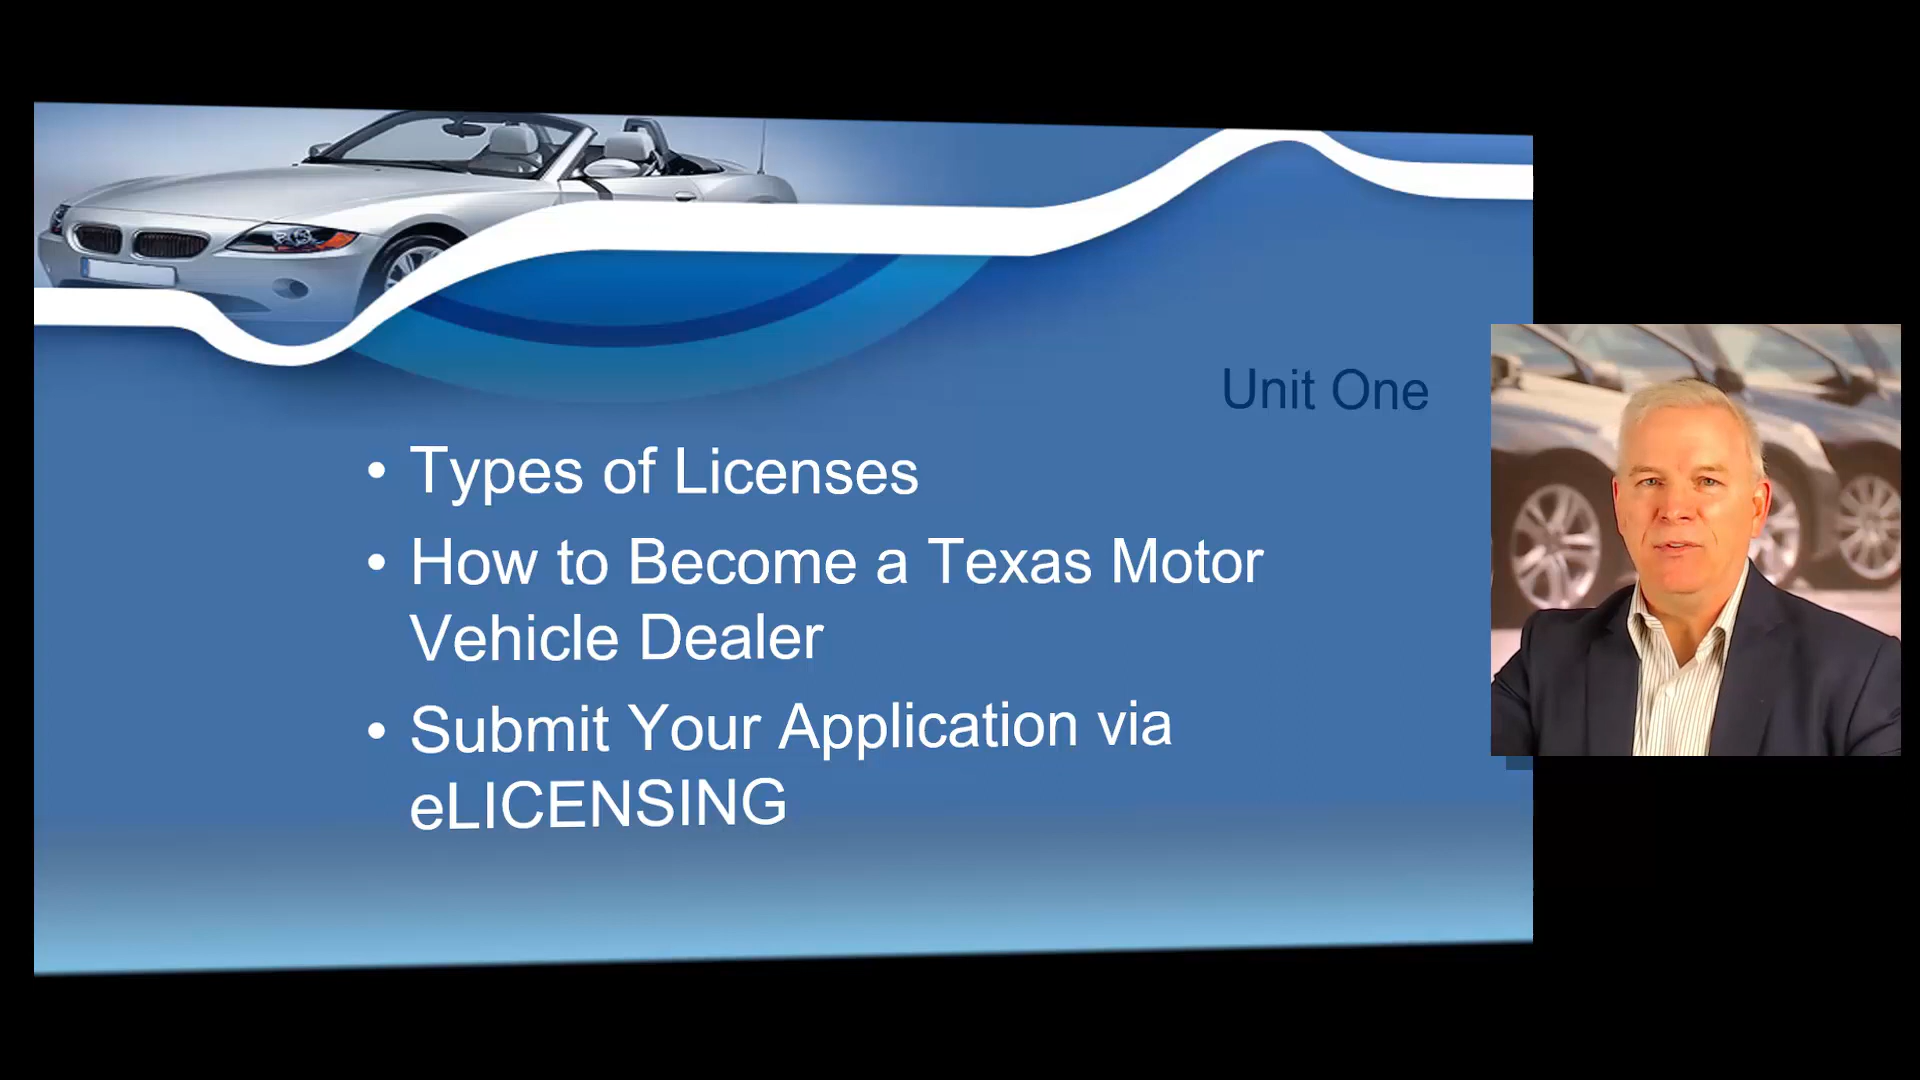 Unit One
• Types of Licenses
• How to Become a Texas Motor
Vehicle Dealer
• Submit Your Application via
eLICENSING